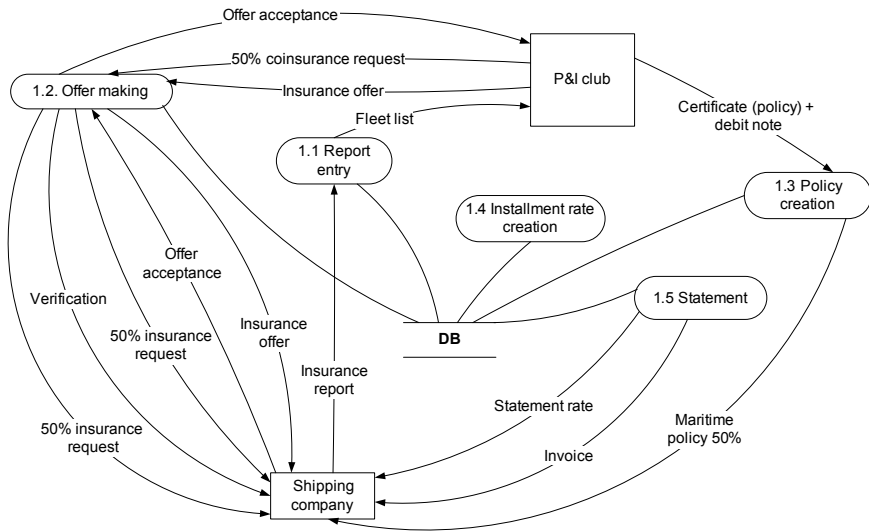 Offer acceptance
50% coinsurance request
P&I club
1.2. Offer making
Insurance offer
Certificate (policy) +
debit note
Fleet list
1.1 Report
entry
1.3 Policy
creation
1.4 Installment rate
creation
Offer
acceptance
1.5 Statement
Verification
50% insurance
request
Insurance
offer
DB
Insurance
report
Statement rate
50% insurance
request
Maritime
policy 50%
Invoice
Shipping
company